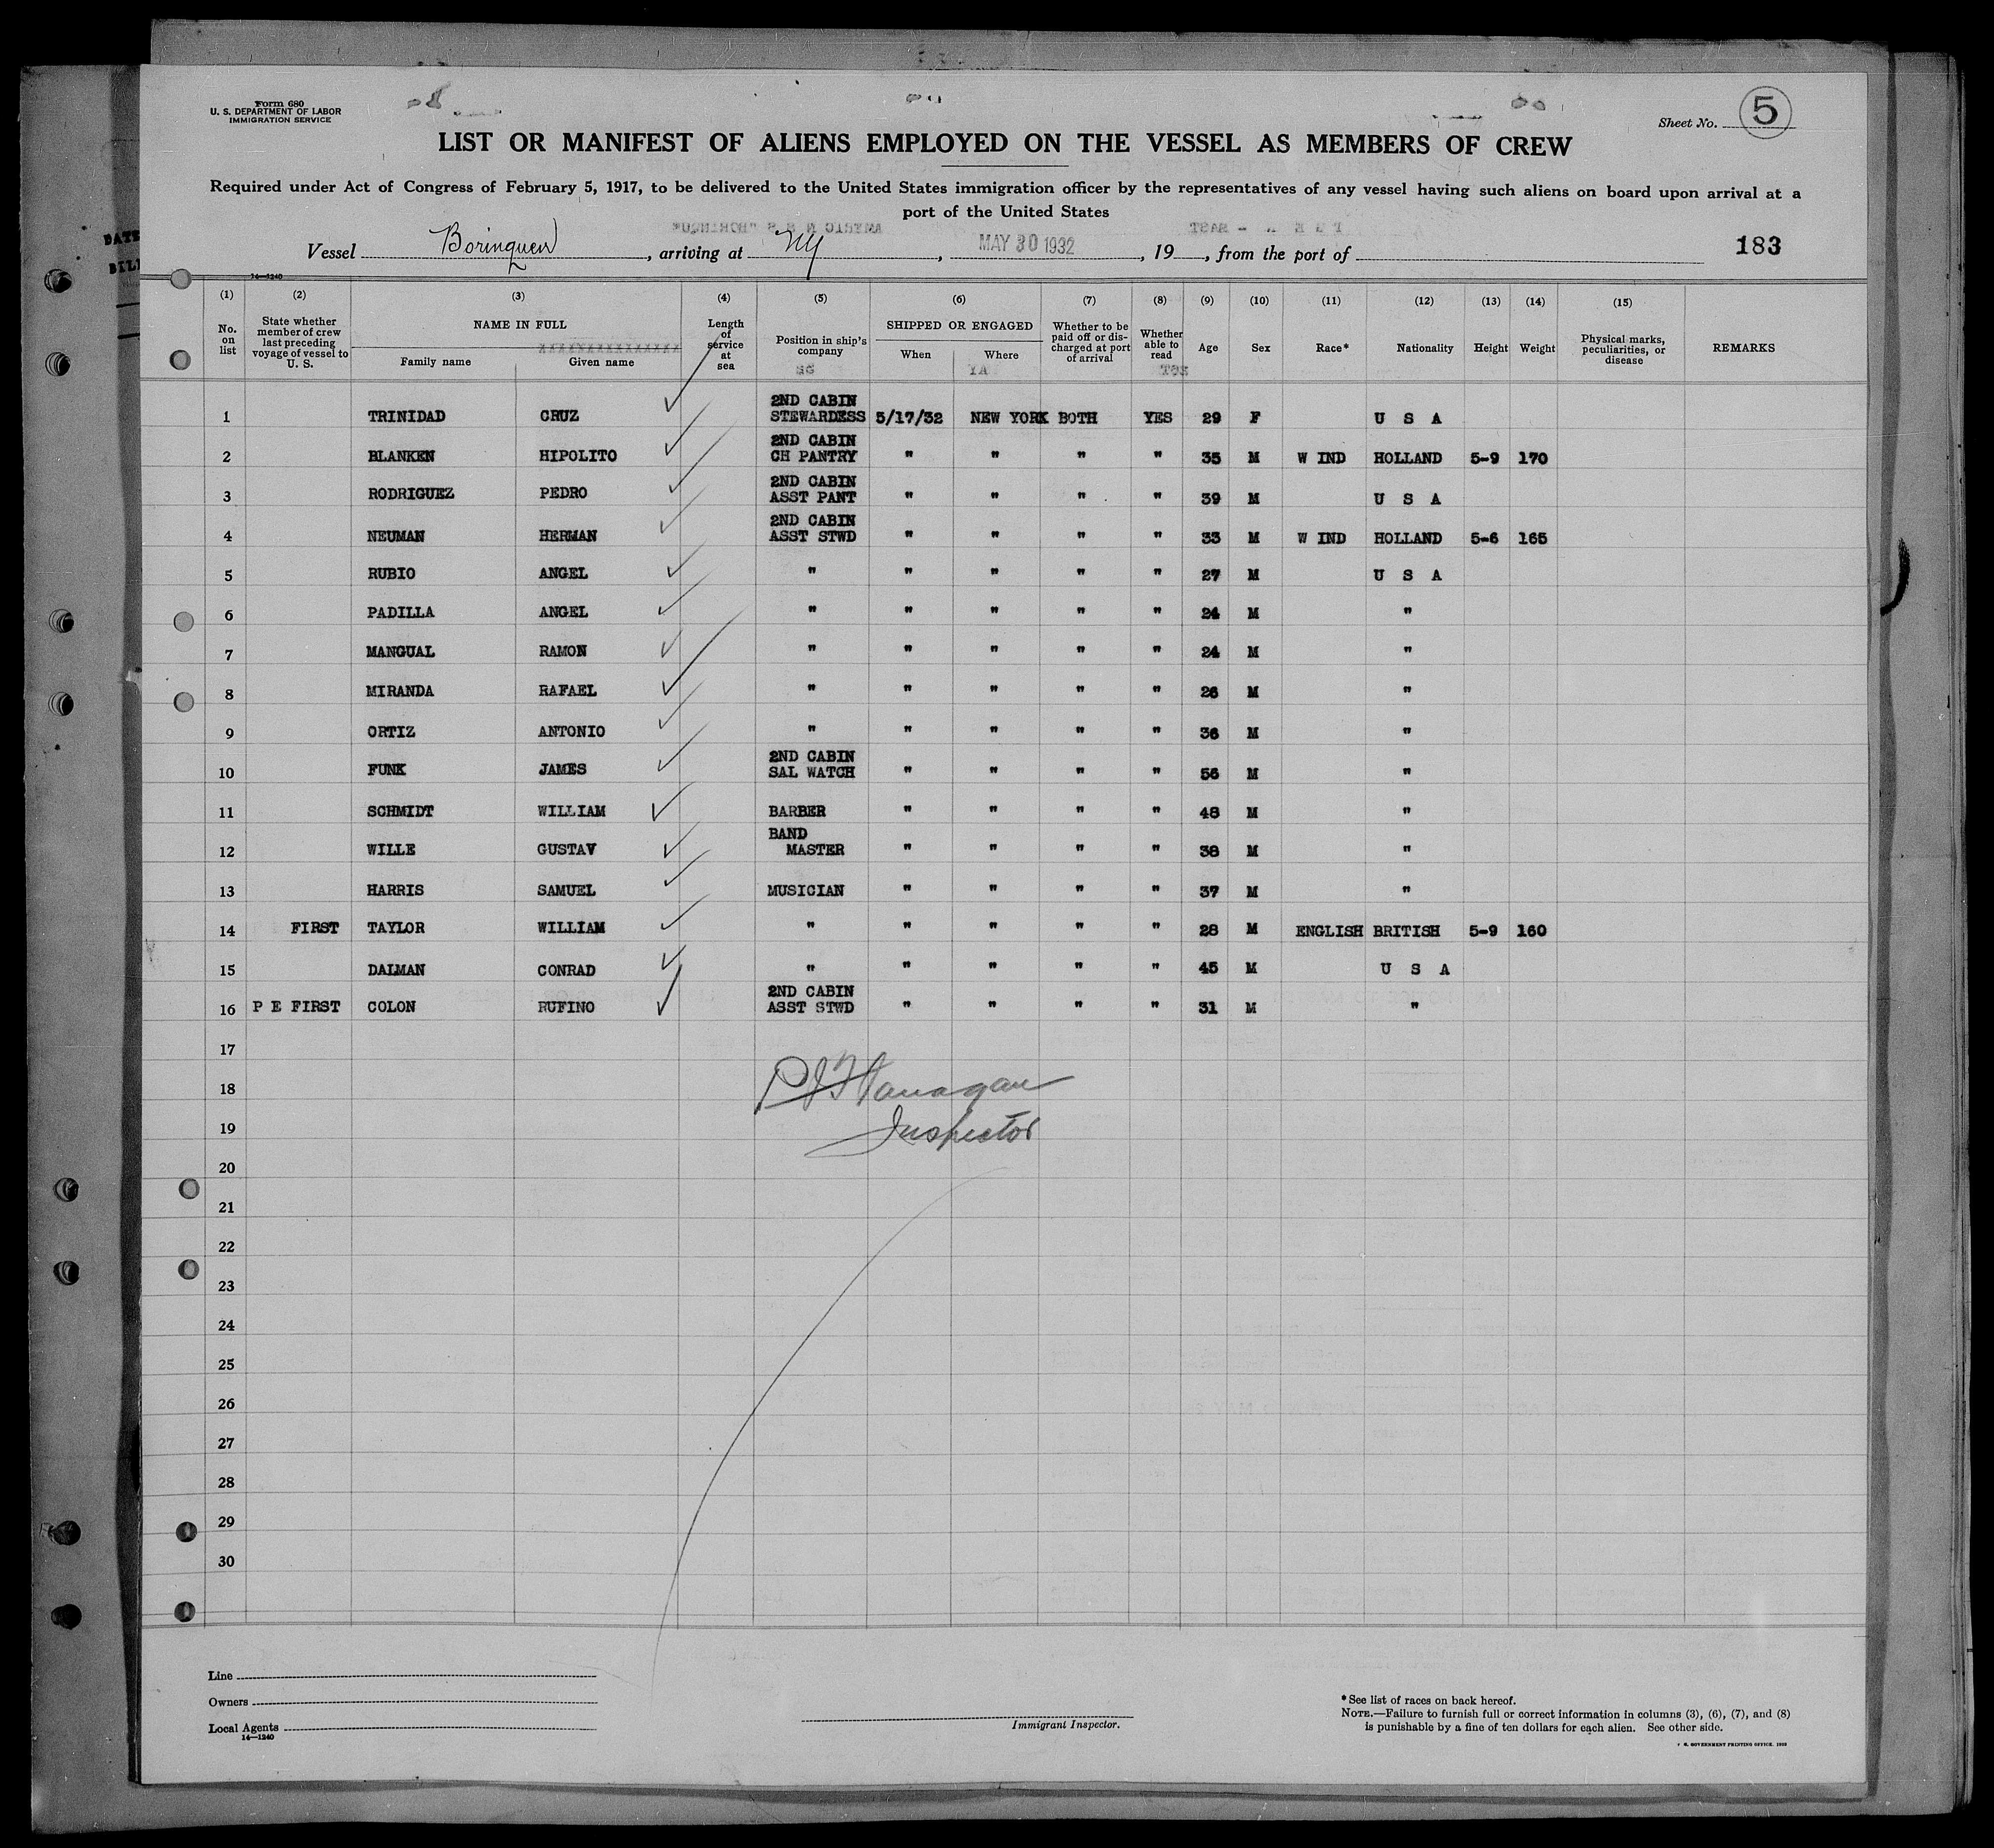 Form 680
U. S. DEPARTMENT OF LABOR
IMMIGRATION SERVICE
Sheet No. 5
LIST OR MANIFEST OF ALIENS EMPLOYED ON THE VESSEL AS MEMBERS OF CREW
Required under Act of Congress of February 5, 1917, to be delivered to the United States immigration officer by the representatives of any vessel having such aliens on board upon arrival at a
port of the United States
Vessel Borinquen, arriving at NY, MAY 30 1932, 19, from the port of
183
14—1240
(1) (2) (3) (4) (5) (6) (7) (8) (9) (10) (11) (12) (13) (14) (15)
No. on list State whether member of crew last preceding voyage of vessel to U. S. NAME IN FULL Family name Given name Length of service at sea Position in ship's company SHIPPED OR ENGAGED When Where Whether to be paid off or discharged at port of arrival Whether able to read Age Sex Race* Nationality Height Weight Physical marks, peculiarities, or disease REMARKS
1 TRINIDAD CRUZ 2ND CABIN STEWARDESS 5/17/32 NEW YORK BOTH YES 29 F U S A
2 BLANKEN HIPOLITO 2ND CABIN CH PANTRY " " " " 35 M W IND HOLLAND 5-9 170
3 RODRIGUEZ PEDRO 2ND CABIN ASST PANT " " " " 39 M U S A
4 NEUMAN HERMAN 2ND CABIN ASST STWD " " " " 33 M W IND HOLLAND 5-6 165
5 RUBIO ANGEL " " " " " 27 M U S A
6 PADILLA ANGEL " " " " " 24 M "
7 MANGUAL RAMON " " " " " 24 M "
8 MIRANDA RAFAEL " " " " " 26 M "
9 ORTIZ ANTONIO " " " " " 36 M "
10 FUNK JAMES 2ND CABIN SAL WATCH " " " " 56 M "
11 SCHMIDT WILLIAM BARBER " " " " 48 M "
12 WILLE GUSTAV BAND MASTER " " " " 38 M "
13 HARRIS SAMUEL MUSICIAN " " " " 37 M "
14 FIRST TAYLOR WILLIAM " " " " " 28 M ENGLISH BRITISH 5-9 160
15 DALMAN CONRAD " " " " " 45 M U S A
16 P E FIRST COLON RUFINO 2ND CABIN ASST STWD " " " " 31 M "
17
18 P J Flanagan
19 Inspector
20
21
22
23
24
25
26
27
28
29
30
Line
Owners
Local Agents
14—1240
Immigrant Inspector.
* See list of races on back hereof.
NOTE.—Failure to furnish full or correct information in columns (3), (6), (7), and (8)
is punishable by a fine of ten dollars for each alien. See other side.